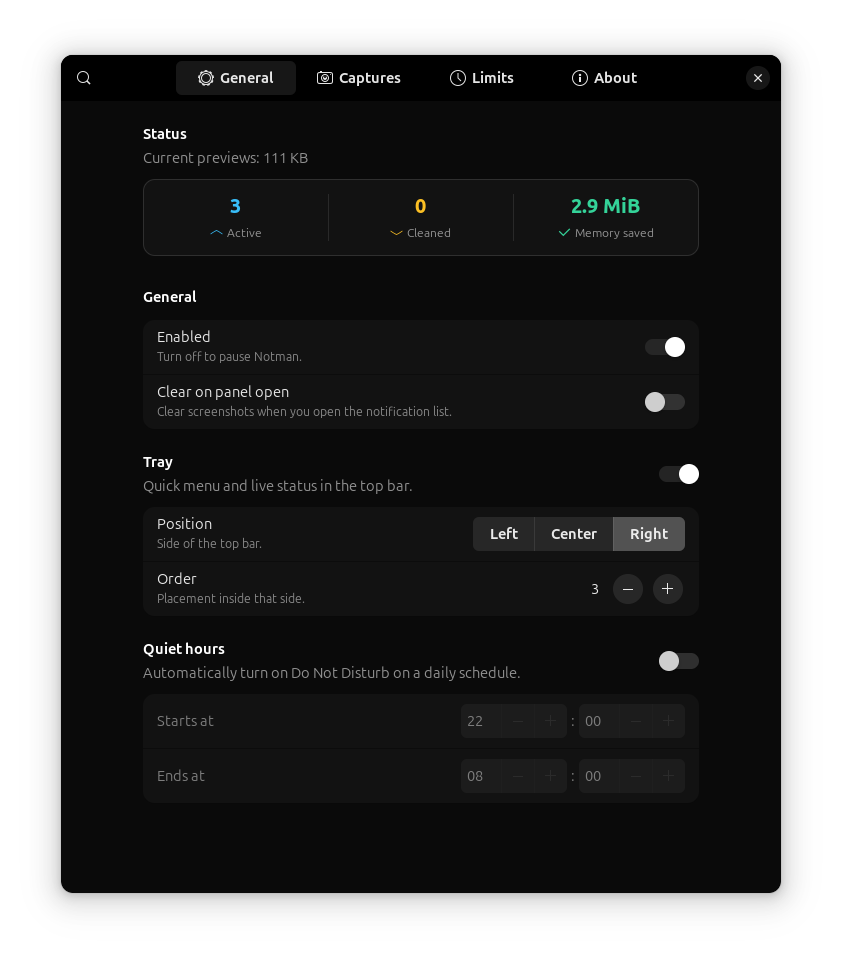 General
Captures
Limits
About
Status
Current previews: 111 KB
3
0
2.9 MiB
Active
Cleaned
Memory saved
General
Enabled
Turn off to pause Notman.
Clear on panel open
Clear screenshots when you open the notification list.
Tray
Quick menu and live status in the top bar.
Position
Side of the top bar.
Left
Center
Right
Order
Placement inside that side.
3
Quiet hours
Automatically turn on Do Not Disturb on a daily schedule.
Starts at
22 : 00
Ends at
08 : 00